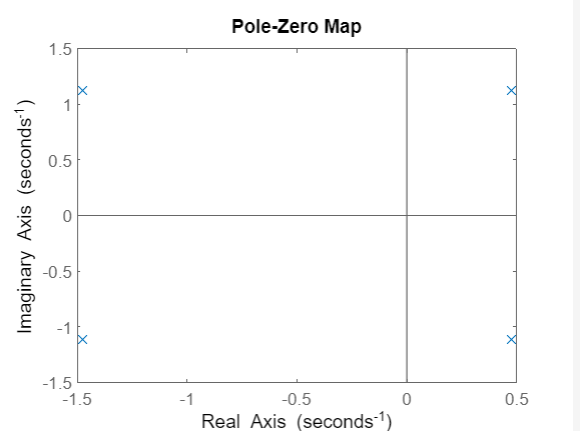 Pole-Zero Map
1.5
1
0.5
0
-0.5
-1
-1.5
Imaginary Axis (seconds⁻¹)
-1.5 -1 -0.5 0 0.5
Real Axis (seconds⁻¹)